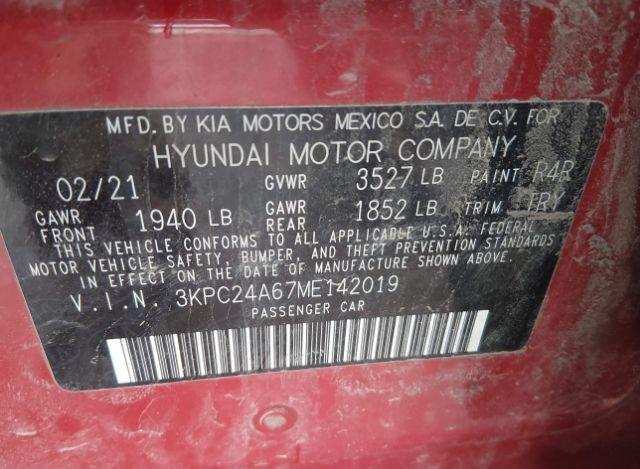 MFD. BY KIA MOTORS MEXICO S.A. DE C.V. FOR
HYUNDAI MOTOR COMPANY
02/21 GVWR 3527 LB PAINT R4R
GAWR FRONT 1940 LB GAWR REAR 1852 LB TRIM TRY
THIS VEHICLE CONFORMS TO ALL APPLICABLE U.S.A. FEDERAL
MOTOR VEHICLE SAFETY, BUMPER, AND THEFT PREVENTION STANDARDS
IN EFFECT ON THE DATE OF MANUFACTURE SHOWN ABOVE.
V.I.N. 3KPC24A67ME142019
PASSENGER CAR